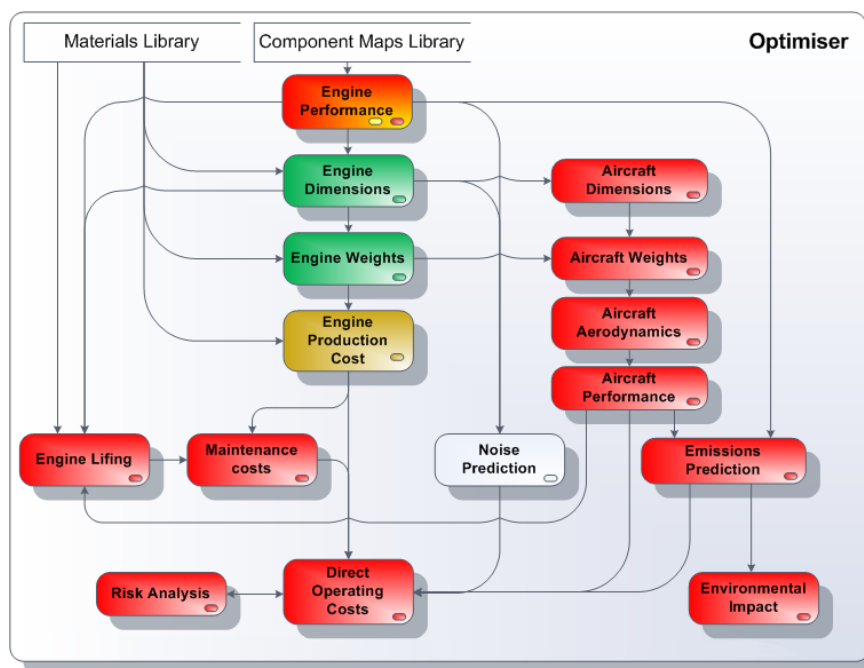 Materials Library
Component Maps Library
Optimiser
Engine
Performance
Engine
Dimensions
Aircraft
Dimensions
Engine Weights
Aircraft Weights
Engine
Production
Cost
Aircraft
Aerodynamics
Aircraft
Performance
Engine Lifing
Maintenance
costs
Noise
Prediction
Emissions
Prediction
Risk Analysis
Direct
Operating
Costs
Environmental
Impact